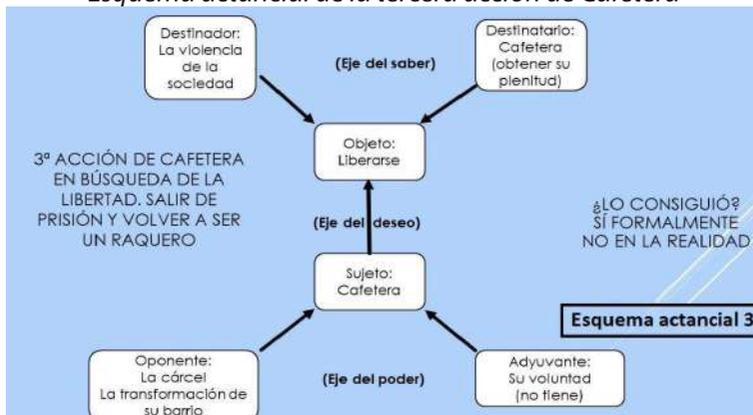 Esquema actancial de la tercera acción de Cafetera
Destinador:
La violencia
de la
sociedad
(Eje del saber)
Destinatario:
Cafetera
(obtener su
plenitud)
Objeto:
Liberarse
3ª ACCIÓN DE CAFETERA
EN BÚSQUEDA DE LA
LIBERTAD. SALIR DE
PRISIÓN Y VOLVER A SER
UN RAQUERO
(Eje del deseo)
¿LO CONSIGUIÓ?
SÍ FORMALMENTE
NO EN LA REALIDAD
Sujeto:
Cafetera
Esquema actancial 3
Oponente:
La cárcel
La transformación de
su barrio
(Eje del poder)
Adyuvante:
Su voluntad
(no tiene)